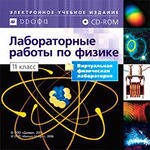 ЭЛЕКТРОННОЕ УЧЕБНОЕ ИЗДАНИЕ
дрофа
CD-ROM
Лабораторные
работы по физике
11 класс
Виртуальная
физическая
лаборатория